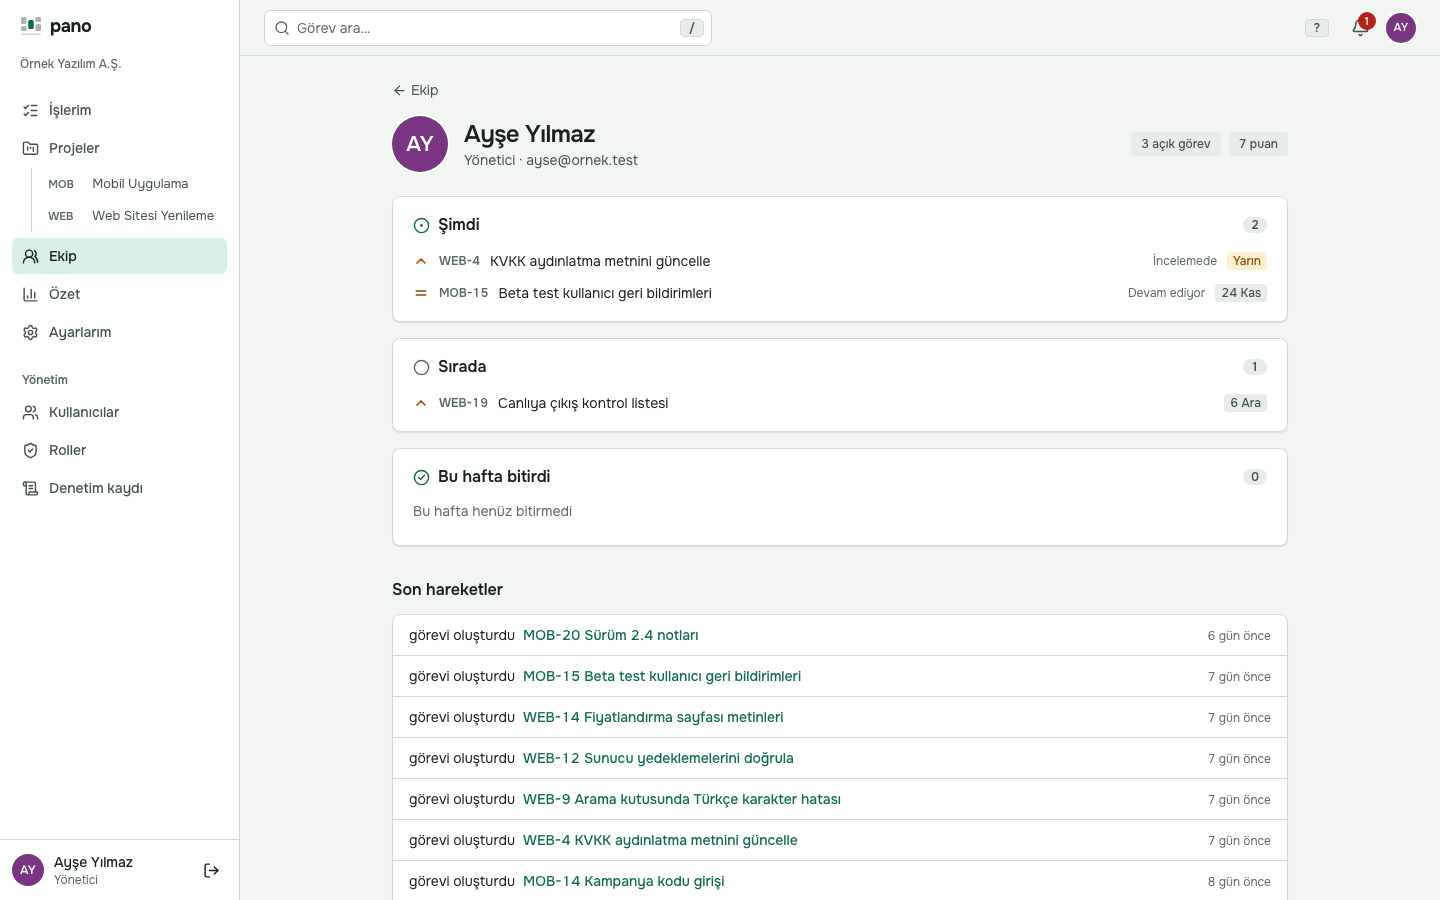 pano
Örnek Yazılım A.Ş.
İşlerim
Projeler
MOB Mobil Uygulama
WEB Web Sitesi Yenileme
Ekip
Özet
Ayarlarım
Yönetim
Kullanıcılar
Roller
Denetim kaydı
AY Ayşe Yılmaz
Yönetici
Görev ara... /
? 1 AY
Ekip
AY Ayşe Yılmaz
Yönetici · ayse@ornek.test
3 açık görev 7 puan
Şimdi 2
WEB-4 KVKK aydınlatma metnini güncelle İncelemede Yarın
MOB-15 Beta test kullanıcı geri bildirimleri Devam ediyor 24 Kas
Sırada 1
WEB-19 Canlıya çıkış kontrol listesi 6 Ara
Bu hafta bitirdi 0
Bu hafta henüz bitirmedi
Son hareketler
görevi oluşturdu MOB-20 Sürüm 2.4 notları 6 gün önce
görevi oluşturdu MOB-15 Beta test kullanıcı geri bildirimleri 7 gün önce
görevi oluşturdu WEB-14 Fiyatlandırma sayfası metinleri 7 gün önce
görevi oluşturdu WEB-12 Sunucu yedeklemelerini doğrula 7 gün önce
görevi oluşturdu WEB-9 Arama kutusunda Türkçe karakter hatası 7 gün önce
görevi oluşturdu WEB-4 KVKK aydınlatma metnini güncelle 7 gün önce
görevi oluşturdu MOB-14 Kampanya kodu girişi 8 gün önce